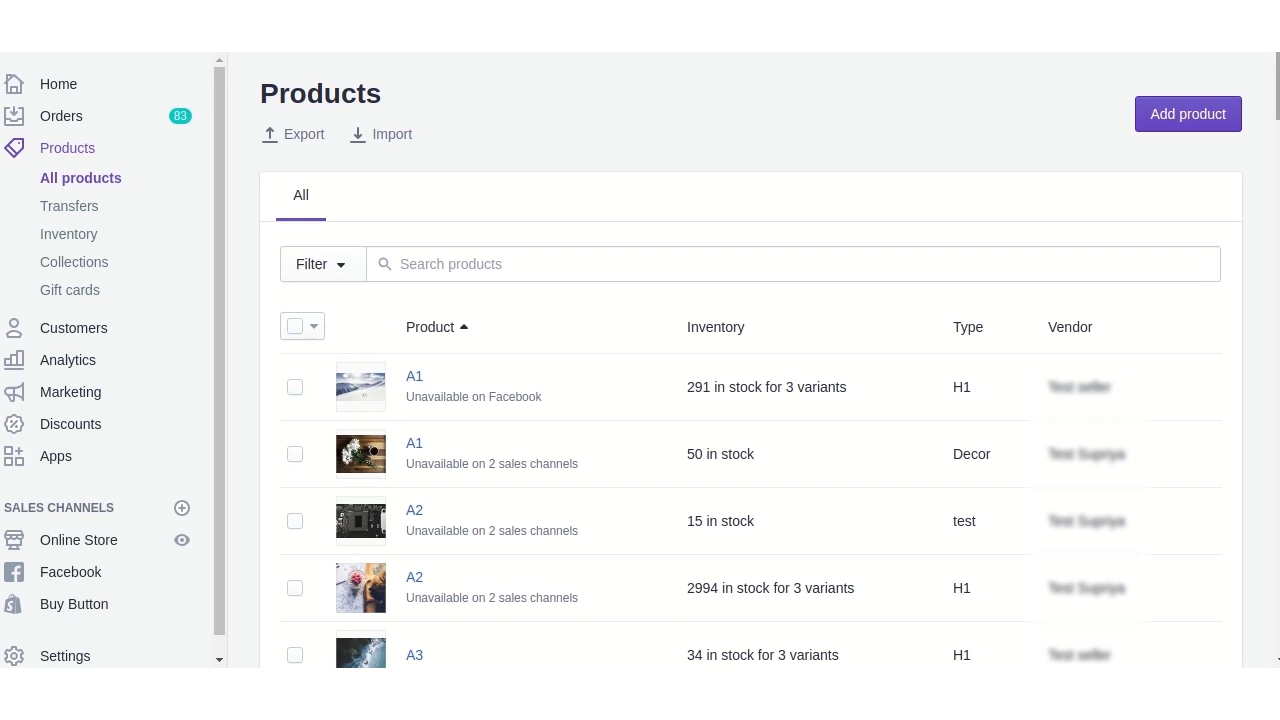 Home
Orders 83
Products
All products
Transfers
Inventory
Collections
Gift cards
Customers
Analytics
Marketing
Discounts
Apps
SALES CHANNELS
Online Store
Facebook
Buy Button
Settings
Products
Export Import
Add product
All
Filter Search products
Product Inventory Type Vendor
A1
Unavailable on Facebook
291 in stock for 3 variants H1
A1
Unavailable on 2 sales channels
50 in stock Decor
A2
Unavailable on 2 sales channels
15 in stock test
A2
Unavailable on 2 sales channels
2994 in stock for 3 variants H1
A3 34 in stock for 3 variants H1